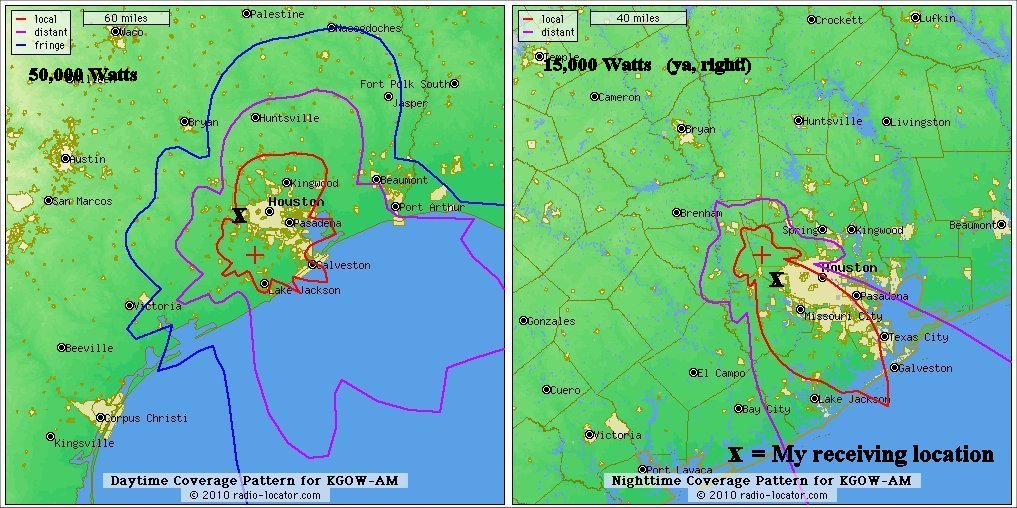 60 miles
local
distant
fringe
50,000 Watts
Palestine
Waco
Nacogdoches
Killeen
Fort Polk South
Jasper
Bryan
Huntsville
Austin
Kingwood
Beaumont
San Marcos
Houston
Port Arthur
X
Pasadena
Galveston
Lake Jackson
Victoria
Beeville
Corpus Christi
Kingsville
Daytime Coverage Pattern for KGOW-AM
© 2010 radio-locator.com
40 miles
local
distant
15,000 Watts (ya, right!)
Crockett
Lufkin
Temple
Cameron
Bryan
Huntsville
Livingston
Brenham
Spring
Kingwood
Beaumont
Houston
X
Pasadena
Missouri City
Gonzales
Texas City
Galveston
El Campo
Cuero
Lake Jackson
Bay City
Victoria
X = My receiving location
Port Lavaca
Nighttime Coverage Pattern for KGOW-AM
© 2010 radio-locator.com